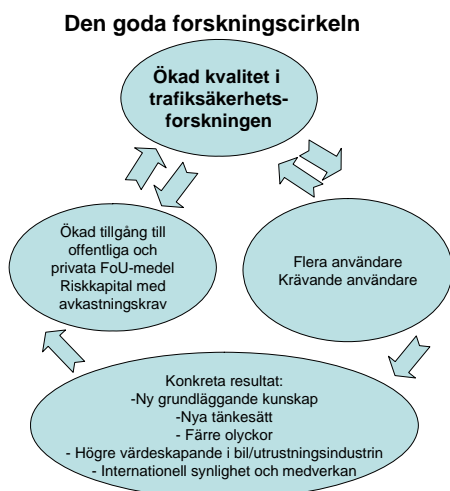 Den goda forskningscirkeln
Ökad kvalitet i
trafiksäkerhets-
forskningen
Ökad tillgång till
offentliga och
privata FoU-medel
Riskkapital med
avkastningskrav
Flera användare
Krävande användare
Konkreta resultat:
-Ny grundläggande kunskap
-Nya tänkesätt
-Färre olyckor
- Högre värdeskapande i bil/utrustningsindustrin
- Internationell synlighet och medverkan